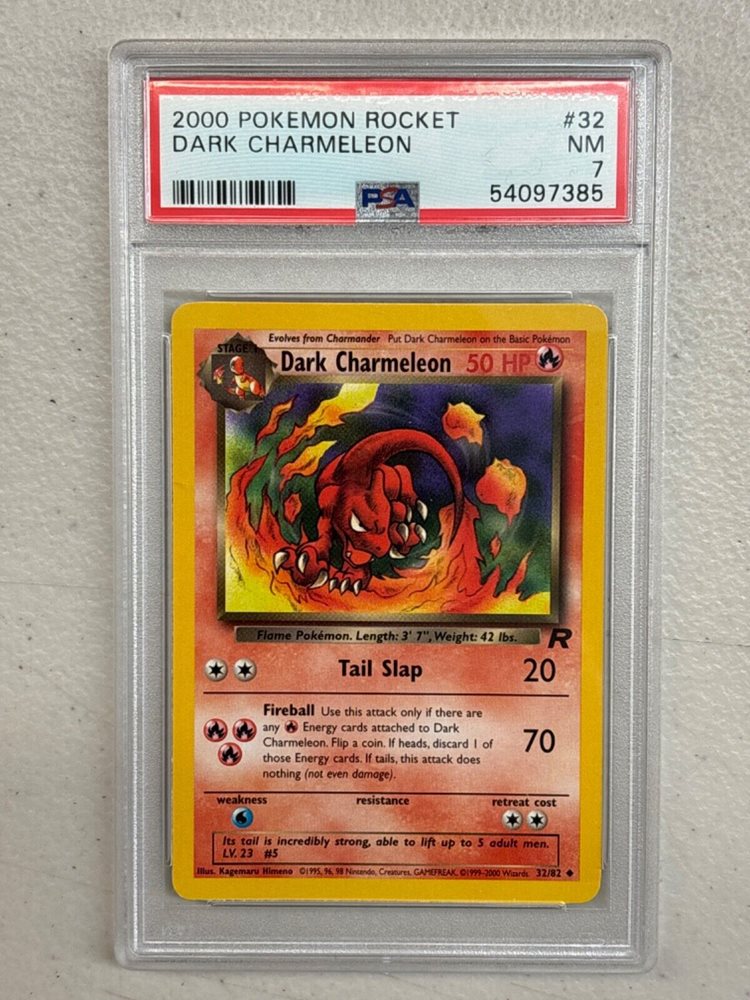 2000 POKEMON ROCKET #32
DARK CHARMELEON NM
7
PSA 54097385
Evolves from Charmander Put Dark Charmeleon on the Basic Pokémon
STAGE 1
Dark Charmeleon 50 HP
Flame Pokémon. Length: 3' 7", Weight: 42 lbs.
R
Tail Slap 20
Fireball Use this attack only if there are
any Energy cards attached to Dark
Charmeleon. Flip a coin. If heads, discard 1 of
those Energy cards. If tails, this attack does
nothing (not even damage).
70
weakness resistance retreat cost
Its tail is incredibly strong, able to lift up to 5 adult men.
LV. 23 #5
Illus. Kagemaru Himeno ©1995, 96, 98 Nintendo, Creatures, GAMEFREAK. ©1999-2000 Wizards. 32/82